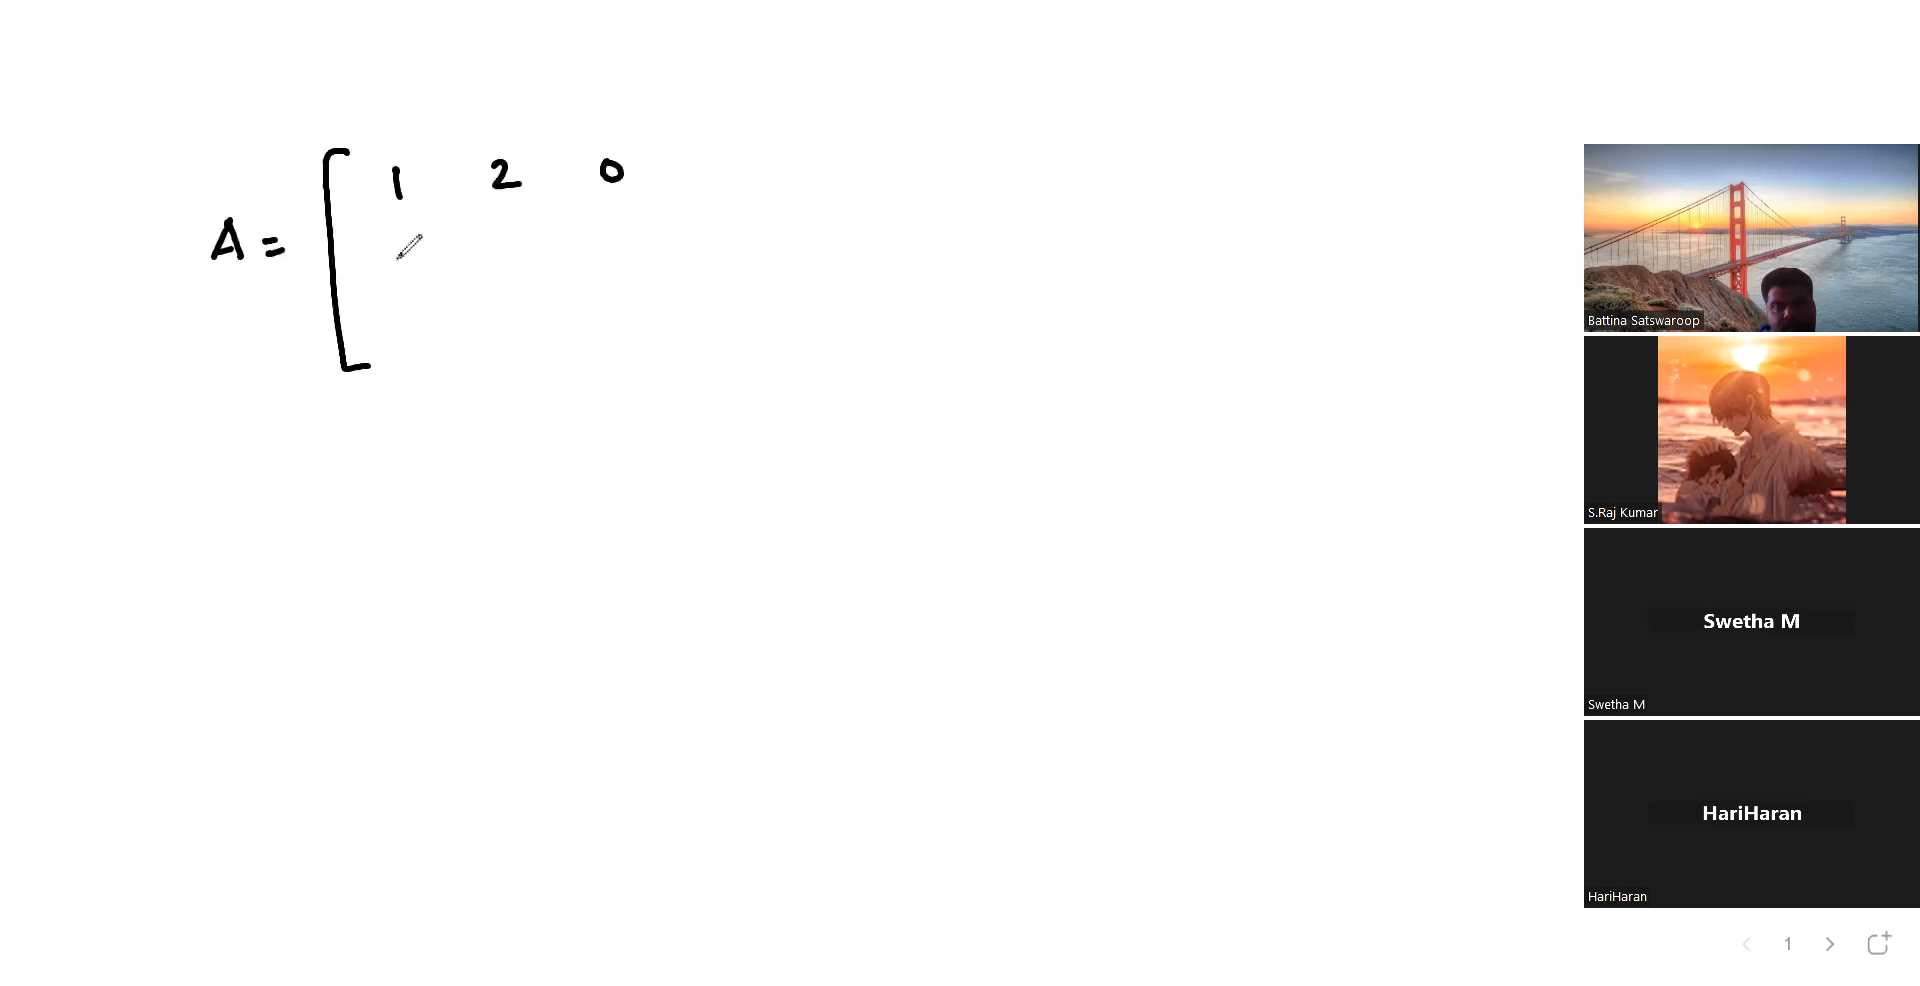 A = [ 1 2 0
Battina Satswaroop
S.Raj Kumar
Swetha M
Swetha M
HariHaran
HariHaran
1